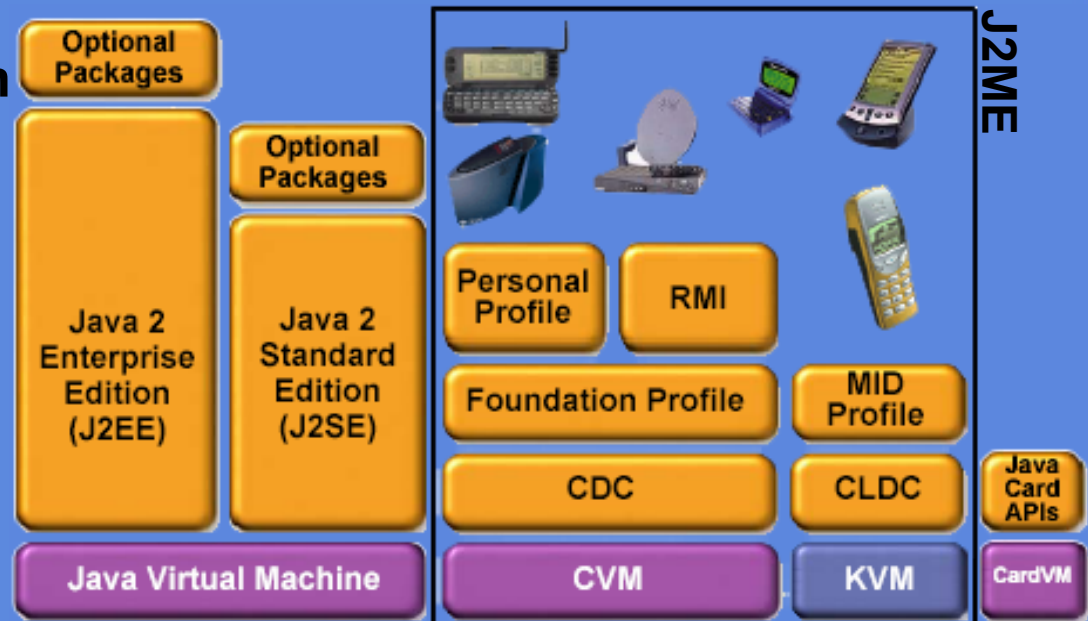 Optional
Packages
n
Java 2
Enterprise
Edition
(J2EE)
Optional
Packages
Java 2
Standard
Edition
(J2SE)
Java Virtual Machine
J2ME
Personal
Profile
RMI
Foundation Profile
CDC
CVM
MID
Profile
CLDC
KVM
Java
Card
APIs
CardVM